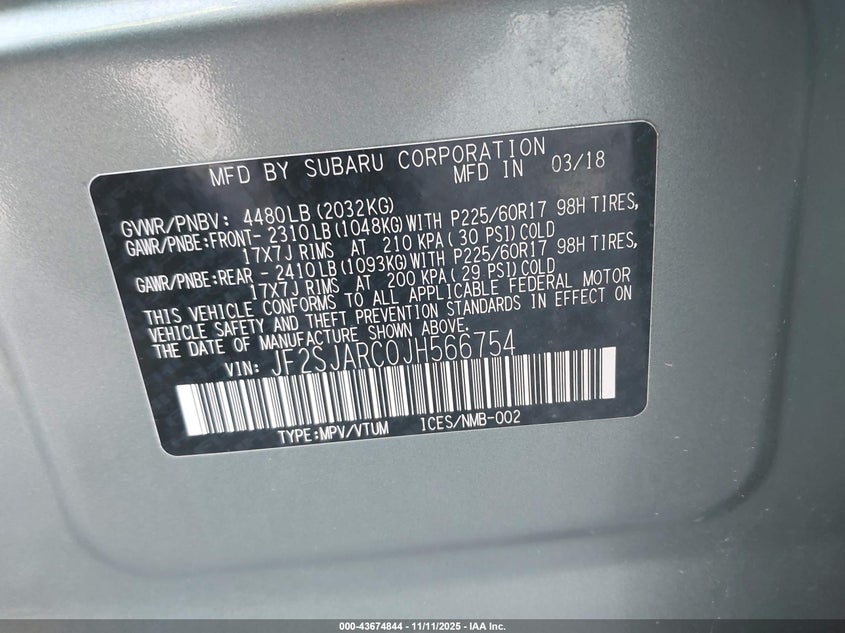 MFD BY SUBARU CORPORATION
MFD IN 03/18
GVWR/PNBV: 4480LB(2032KG)
GAWR/PNBE:FRONT- 2310LB(1048KG)WITH P225/60R17 98H TIRES,
17X7J RIMS AT 210 KPA(30 PSI)COLD
GAWR/PNBE:REAR - 2410LB(1093KG)WITH P225/60R17 98H TIRES,
17X7J RIMS AT 200 KPA(29 PSI)COLD
THIS VEHICLE CONFORMS TO ALL APPLICABLE FEDERAL MOTOR
VEHICLE SAFETY AND THEFT PREVENTION STANDARDS IN EFFECT ON
THE DATE OF MANUFACTURE SHOWN ABOVE.
VIN: JF2SJARC0JH566754
TYPE:MPV/VTUM ICES/NMB-002
000-43674844 - 11/11/2025 - IAA Inc.